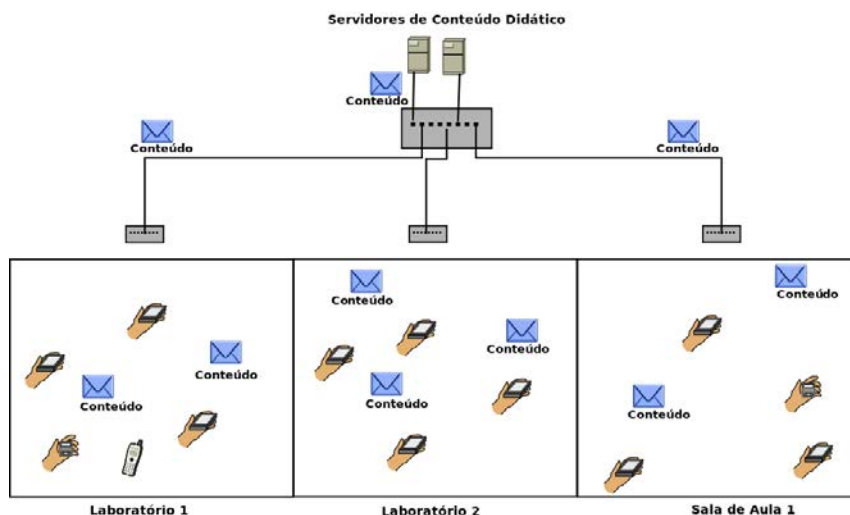 Servidores de Conteúdo Didático
Conteúdo
Conteúdo
Conteúdo
Conteúdo
Conteúdo
Conteúdo
Conteúdo
Conteúdo
Conteúdo
Conteúdo
Laboratório 1
Laboratório 2
Sala de Aula 1